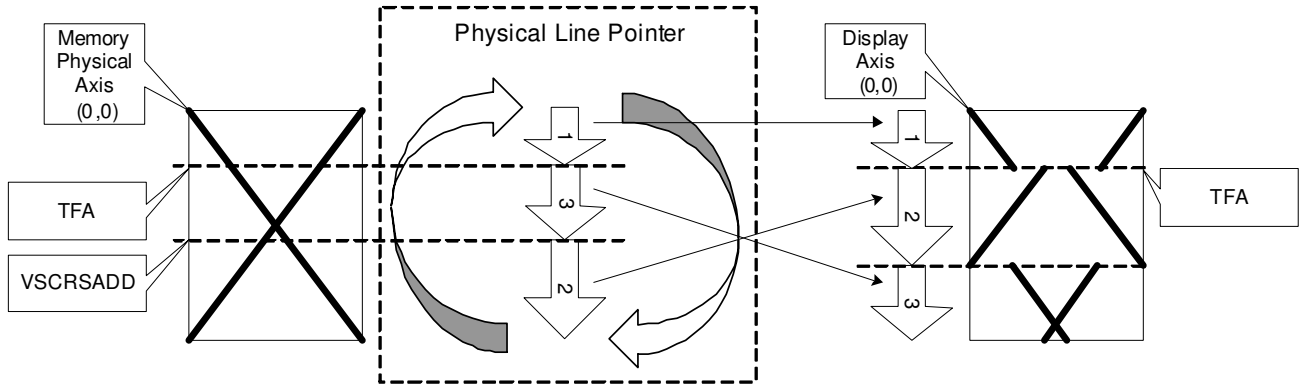 Physical Line Pointer
Memory
Physical
Axis
(0,0)
TFA
VSCRSADD
1
3
2
Display
Axis
(0,0)
1
2
3
TFA